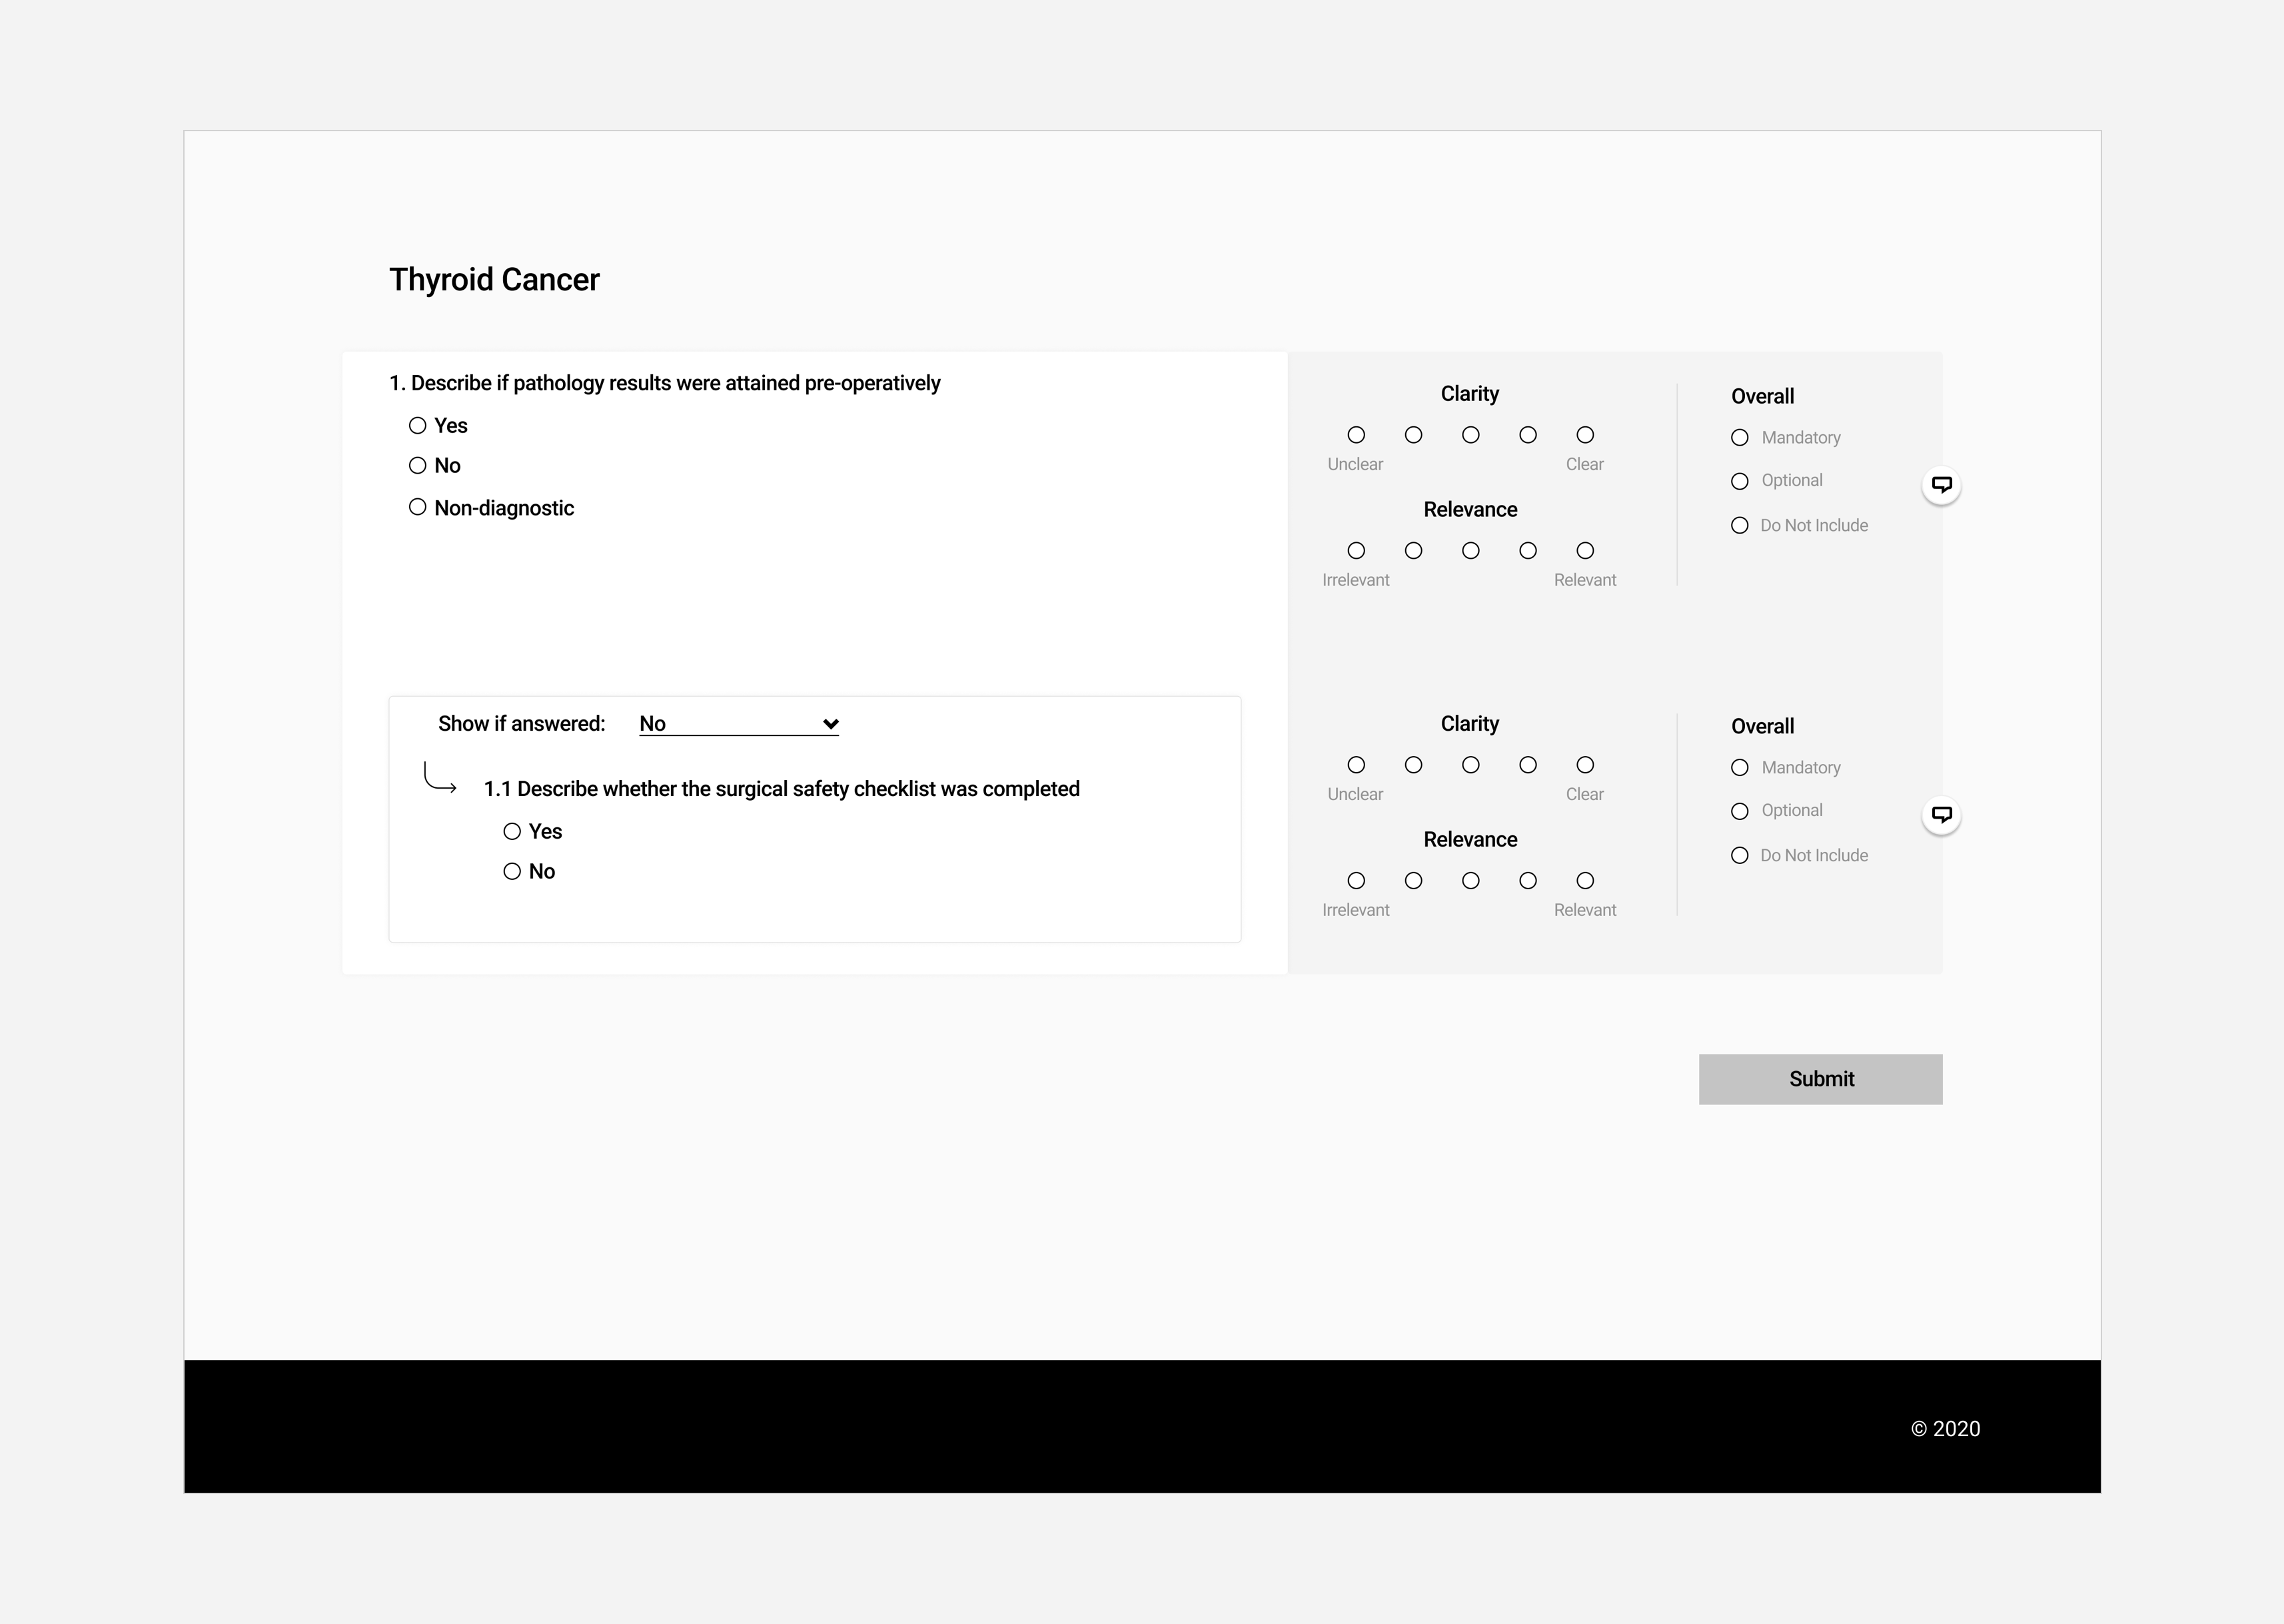 Thyroid Cancer
1. Describe if pathology results were attained pre-operatively
Yes
No
Non-diagnostic
Clarity
Unclear Clear
Relevance
Irrelevant Relevant
Overall
Mandatory
Optional
Do Not Include
Show if answered: No
1.1 Describe whether the surgical safety checklist was completed
Yes
No
Clarity
Unclear Clear
Relevance
Irrelevant Relevant
Overall
Mandatory
Optional
Do Not Include
Submit
© 2020